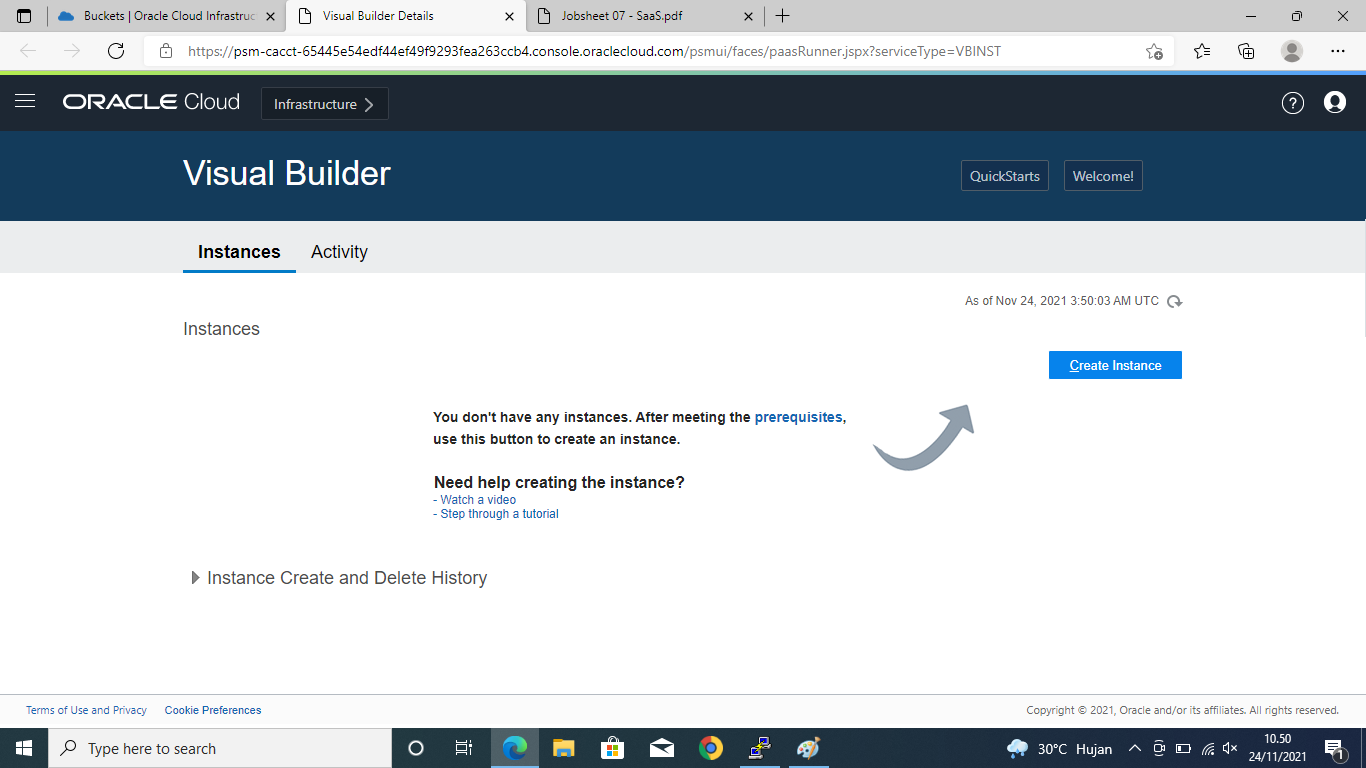 Buckets | Oracle Cloud Infrastruc
Visual Builder Details
Jobsheet 07 - SaaS.pdf
https://psm-cacct-65445e54edf44ef49f9293fea263ccb4.console.oraclecloud.com/psmui/faces/paasRunner.jspx?serviceType=VBINST
ORACLE Cloud
Infrastructure
?
Visual Builder
QuickStarts
Welcome!
Instances
Activity
As of Nov 24, 2021 3:50:03 AM UTC
Instances
Create Instance
You don't have any instances. After meeting the prerequisites,
use this button to create an instance.
Need help creating the instance?
- Watch a video
- Step through a tutorial
Instance Create and Delete History
Terms of Use and Privacy
Cookie Preferences
Copyright © 2021, Oracle and/or its affiliates. All rights reserved.
Type here to search
30°C Hujan
10.50
24/11/2021
1